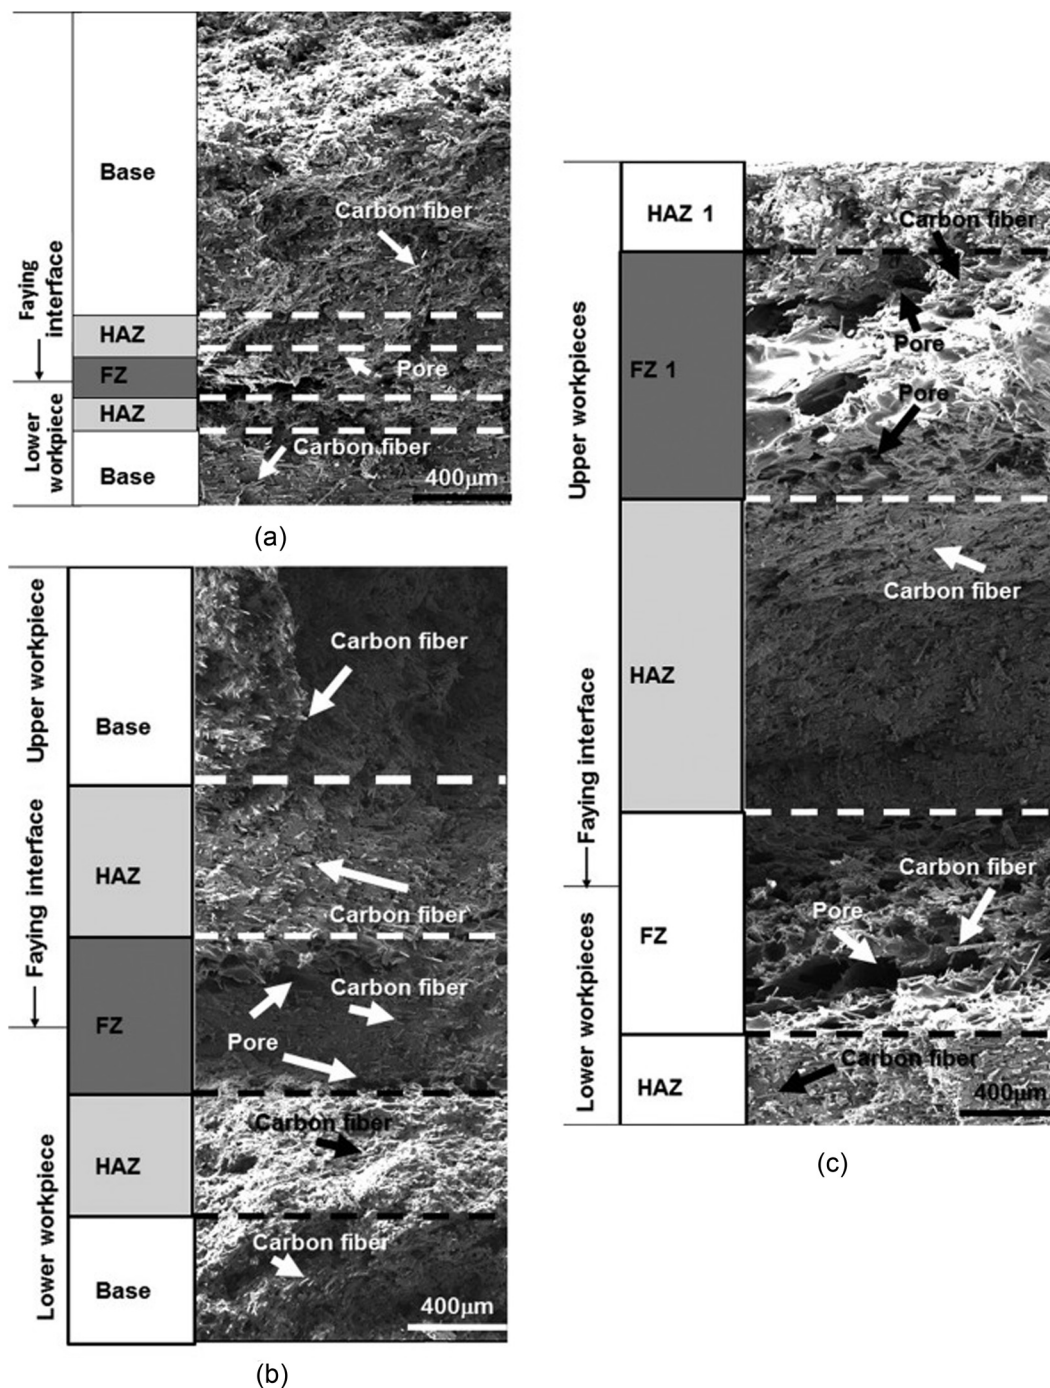 Base
Carbon fiber
Faying
interface
HAZ
Pore
FZ
HAZ
Lower
workpiece
Carbon fiber
Base
400μm
(a)
Upper workpiece
Carbon fiber
Base
Faying interface
HAZ
Carbon fiber
Carbon fiber
FZ
Pore
Lower workpiece
Carbon fiber
HAZ
Carbon fiber
Base
400μm
(b)
HAZ 1
Carbon fiber
Upper workpieces
Pore
FZ 1
Pore
Carbon fiber
HAZ
Faying interface
Carbon fiber
Pore
FZ
Lower workpieces
Carbon fiber
HAZ
400μm
(c)